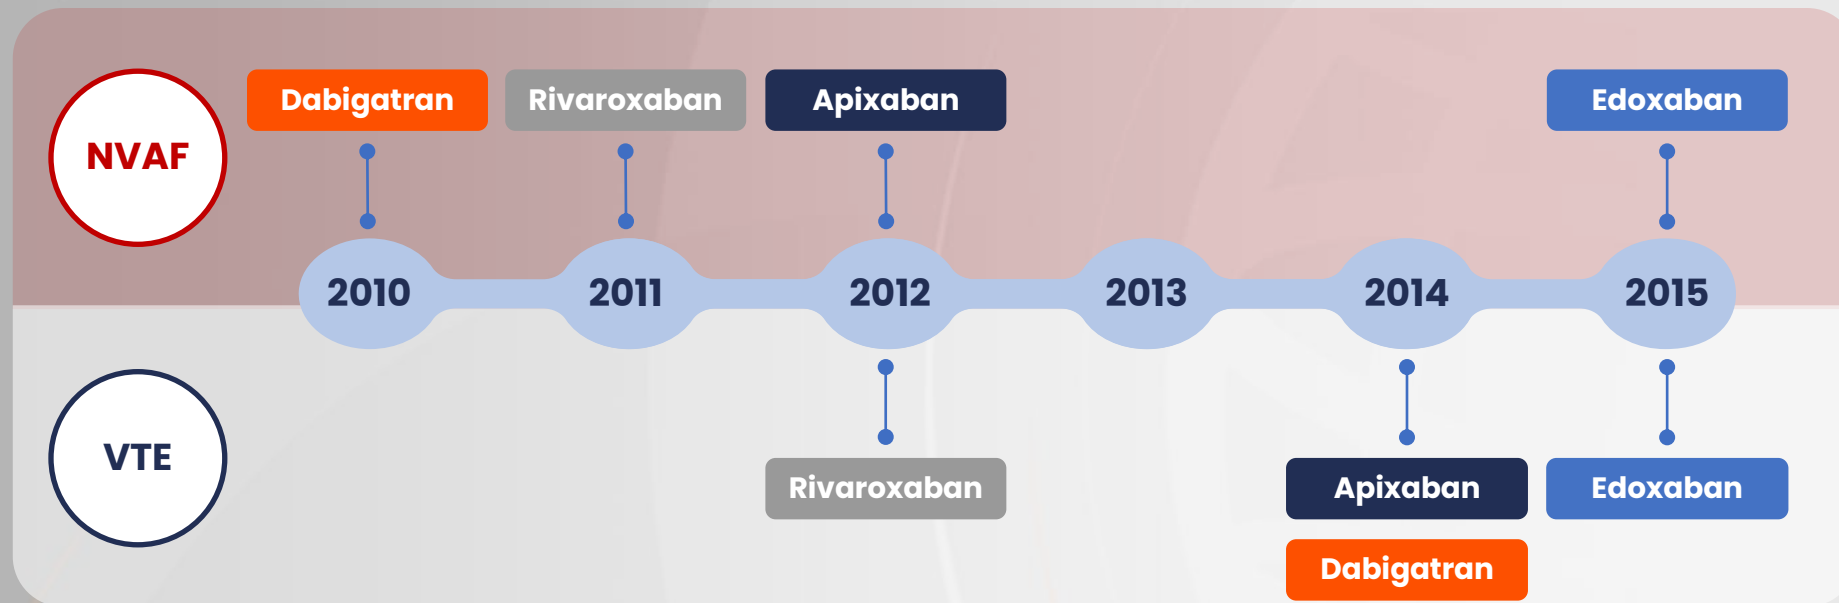 Dabigatran Rivaroxaban Apixaban Edoxaban
NVAF
2010 2011 2012 2013 2014 2015
VTE
Rivaroxaban Apixaban Edoxaban
Dabigatran